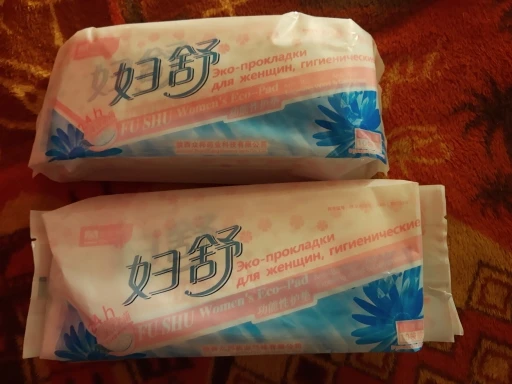 妇舒
Эко-прокладки
для женщин, гигиенические
FU SHU Women's Eco-Pad
妇舒
Эко-прокладки
для женщин, гигиенические
FU SHU Women's Eco-Pad